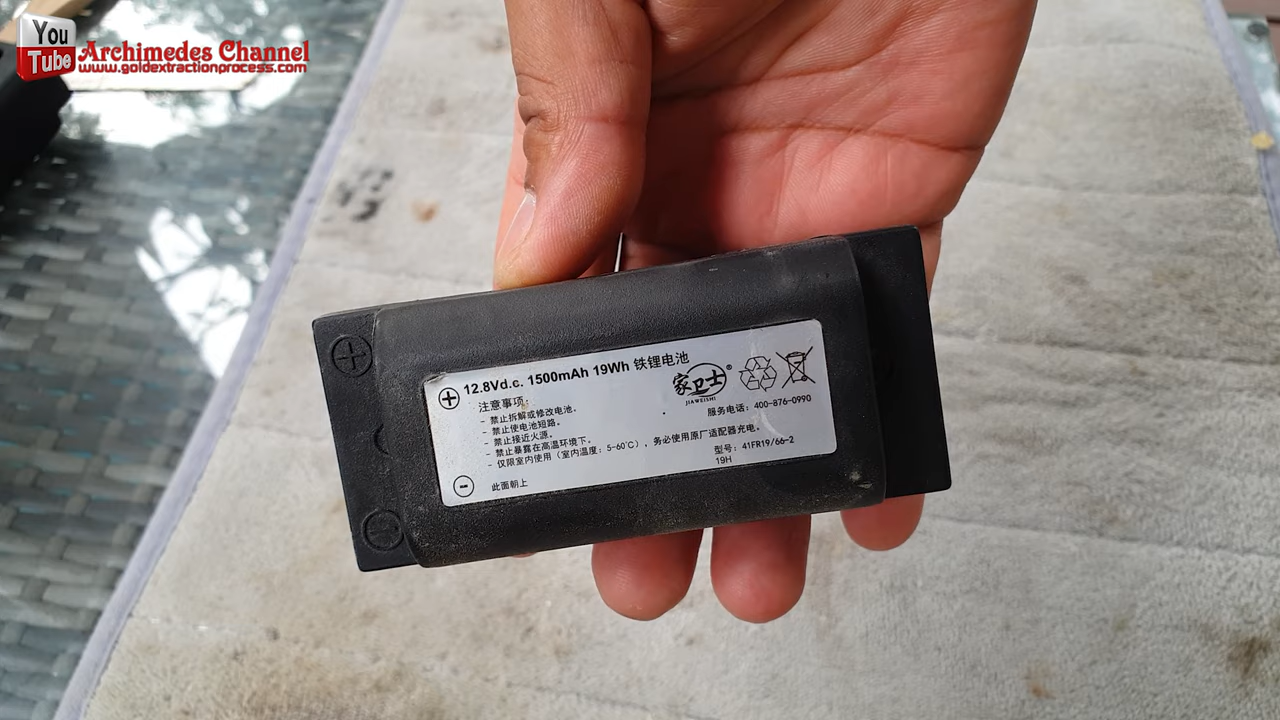 You
Tube
Archimedes Channel
www.goldextractionprocess.com
+ 12.8Vd.c. 1500mAh 19Wh 铁锂电池
注意事项:
- 禁止拆解或修改电池。
- 禁止使电池短路。
- 禁止接近火源。
- 禁止暴露在高温环境下。
- 仅限室内使用(室内温度: 5-60℃), 务必使用原厂适配器充电。
- 此面朝上
家卫士®
JIAWEISHI
服务电话: 400-876-0990
型号: 41FR19/66-2
19H